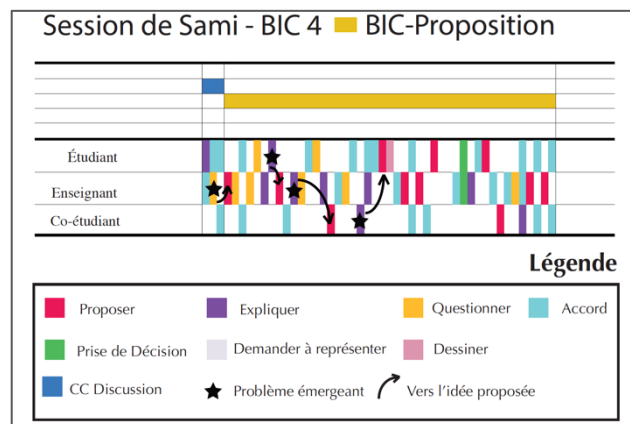 Session de Sami - BIC 4 BIC-Proposition
Étudiant
Enseignant
Co-étudiant
Légende
Proposer Expliquer Questionner Accord
Prise de Décision Demander à représenter Dessiner
CC Discussion Problème émergeant Vers l'idée proposée